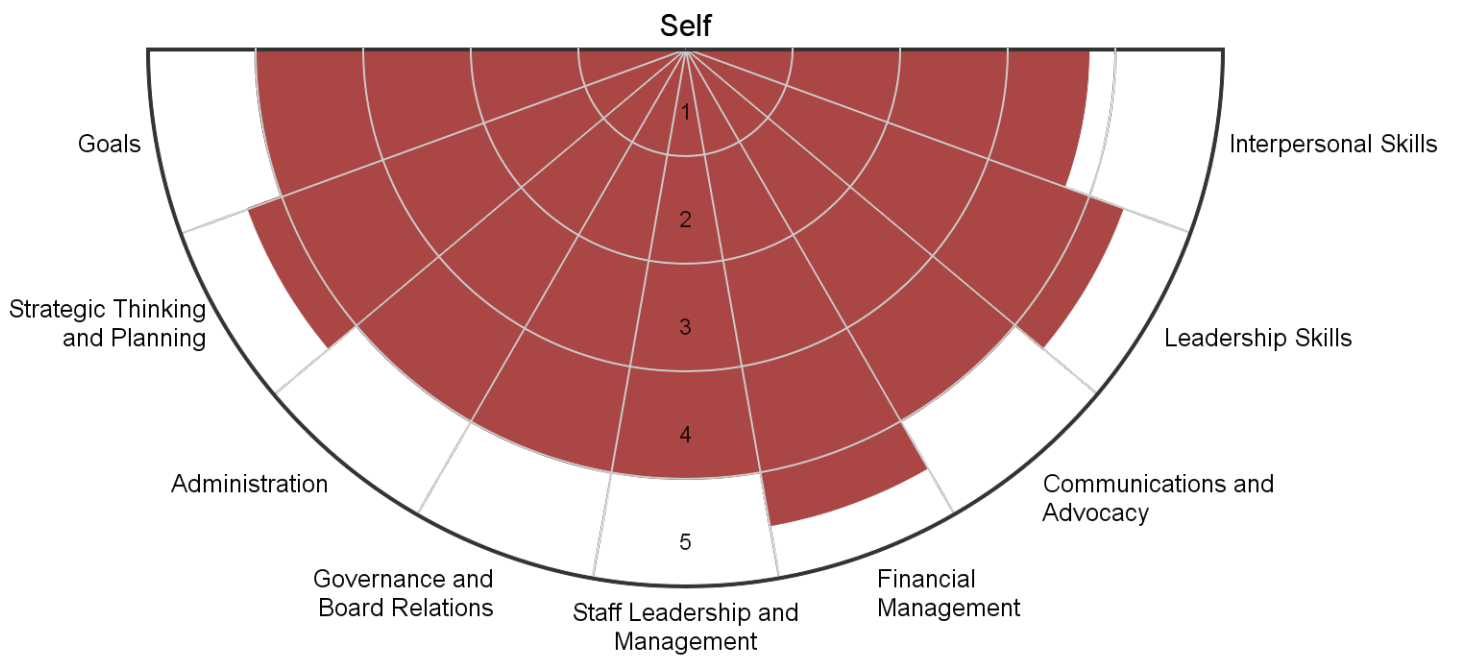 Self
1
2
3
4
5
Goals
Strategic Thinking
and Planning
Administration
Governance and
Board Relations
Staff Leadership and
Management
Financial
Management
Communications and
Advocacy
Leadership Skills
Interpersonal Skills